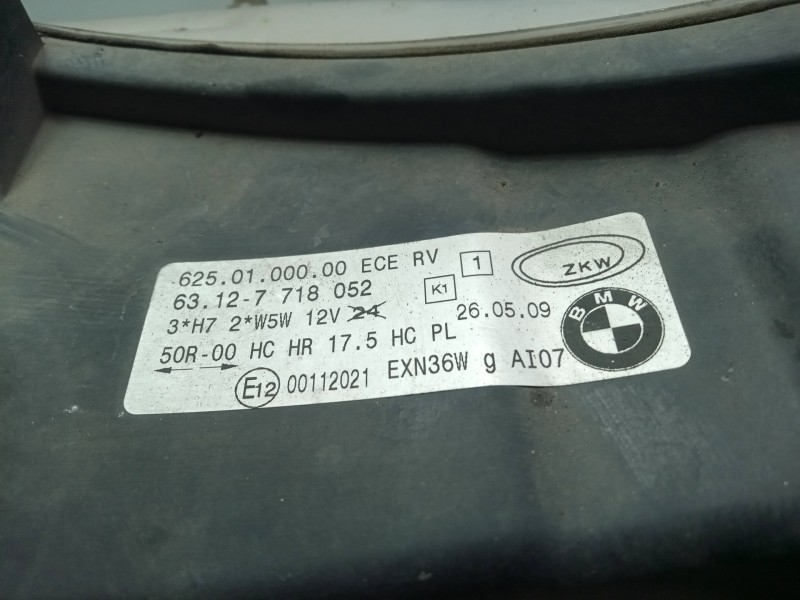 625.01.000.00 ECE RV 1 ZKW
63.12-7 718 052 K1
3*H7 2*W5W 12V 24 26.05.09 BMW
50R-00 HC HR 17.5 HC PL
E12 00112021 EXN36W g AI07